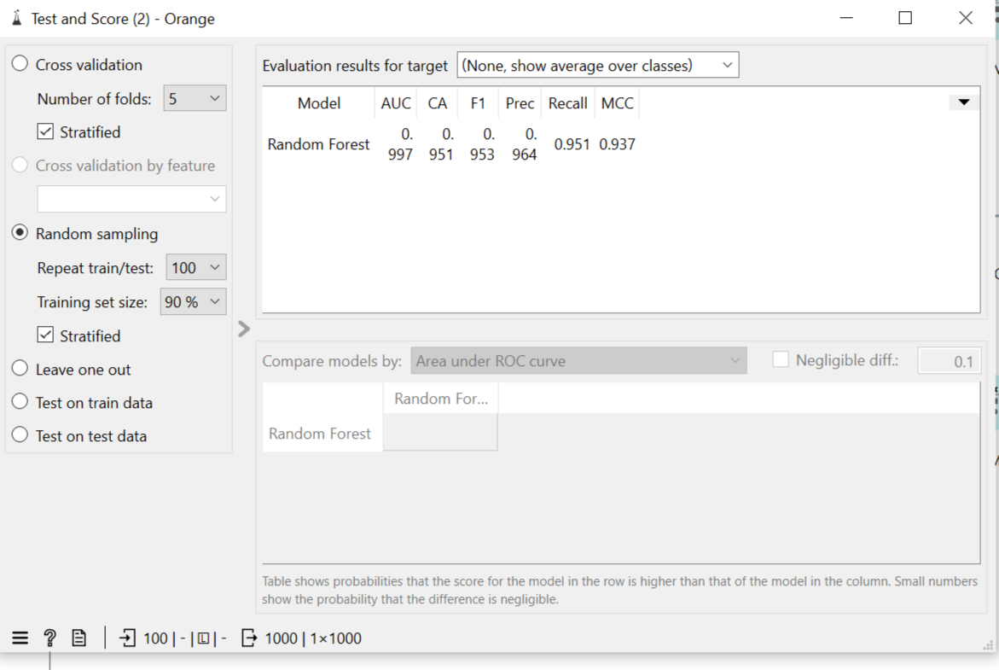 Test and Score (2) - Orange
Cross validation
Number of folds: 5
Stratified
Cross validation by feature
Random sampling
Repeat train/test: 100
Training set size: 90 %
Stratified
Leave one out
Test on train data
Test on test data
Evaluation results for target (None, show average over classes)
Model AUC CA F1 Prec Recall MCC
Random Forest 0.997 0.951 0.953 0.964 0.951 0.937
Compare models by: Area under ROC curve Negligible diff.: 0.1
Random For...
Random Forest
Table shows probabilities that the score for the model in the row is higher than that of the model in the column. Small numbers
show the probability that the difference is negligible.
100 | - | L | - 1000 | 1×1000